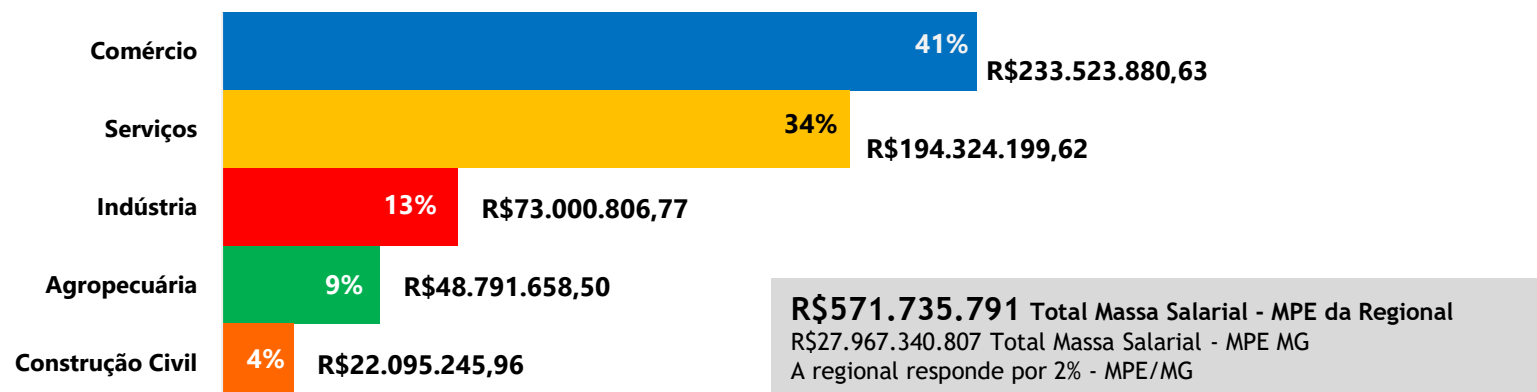 Comércio
41%
R$233.523.880,63
Serviços
34%
R$194.324.199,62
Indústria
13%
R$73.000.806,77
Agropecuária
9%
R$48.791.658,50
Construção Civil
4%
R$22.095.245,96
R$571.735.791 Total Massa Salarial - MPE da Regional
R$27.967.340.807 Total Massa Salarial - MPE MG
A regional responde por 2% - MPE/MG